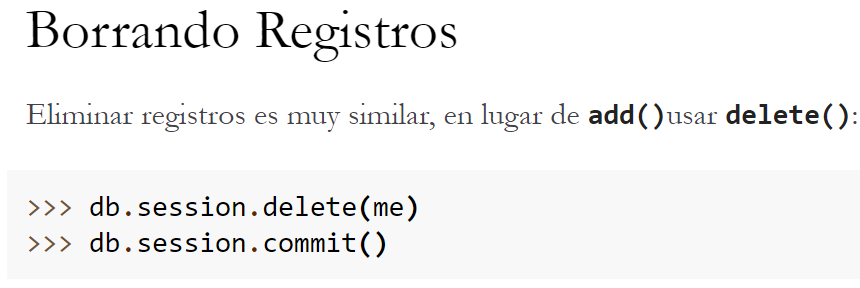 Borrando Registros
Eliminar registros es muy similar, en lugar de add()usar delete():
>>> db.session.delete(me)
>>> db.session.commit()